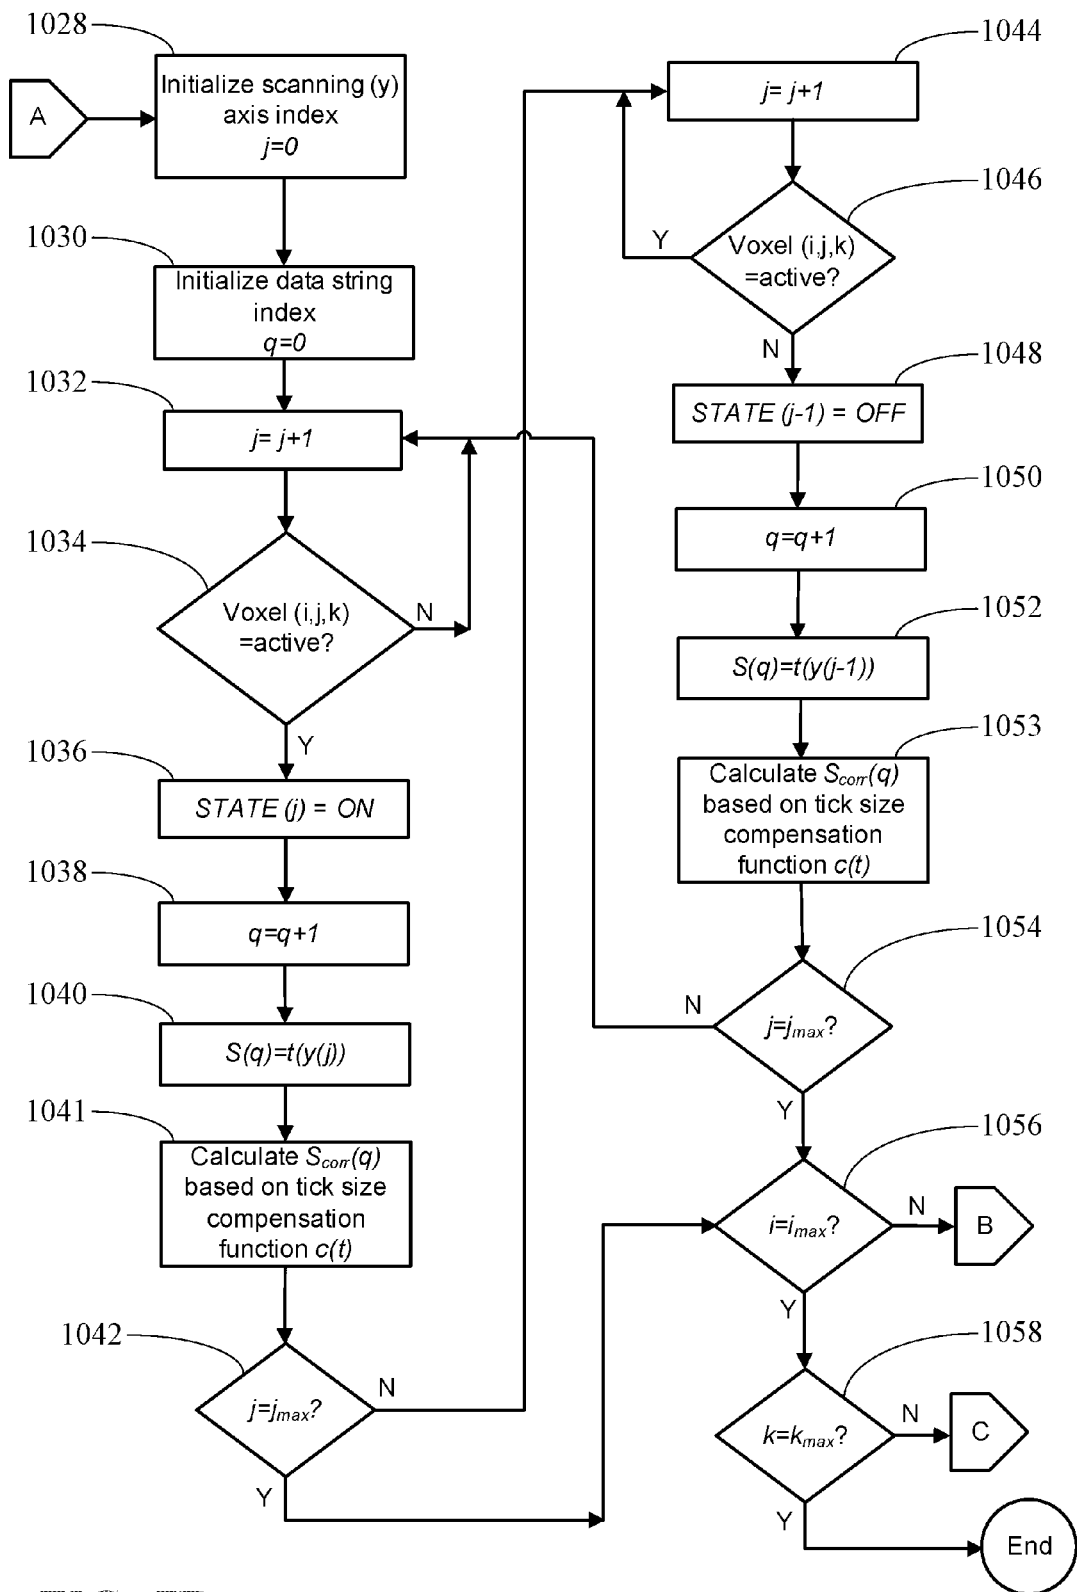 1028
A
Initialize scanning (y)
axis index
j=0
1030
Initialize data string
index
q=0
1032
j= j+1
1034
Voxel (i,j,k)
=active?
N
Y
1036
STATE (j) = ON
1038
q=q+1
1040
S(q)=t(y(j))
1041
Calculate Scorr(q)
based on tick size
compensation
function c(t)
1042
j=jmax?
N
Y
1044
j= j+1
1046
Voxel (i,j,k)
=active?
Y
N
1048
STATE (j-1) = OFF
1050
q=q+1
1052
S(q)=t(y(j-1))
1053
Calculate Scorr(q)
based on tick size
compensation
function c(t)
1054
j=jmax?
N
Y
1056
i=imax?
N
B
Y
1058
k=kmax?
N
C
Y
End